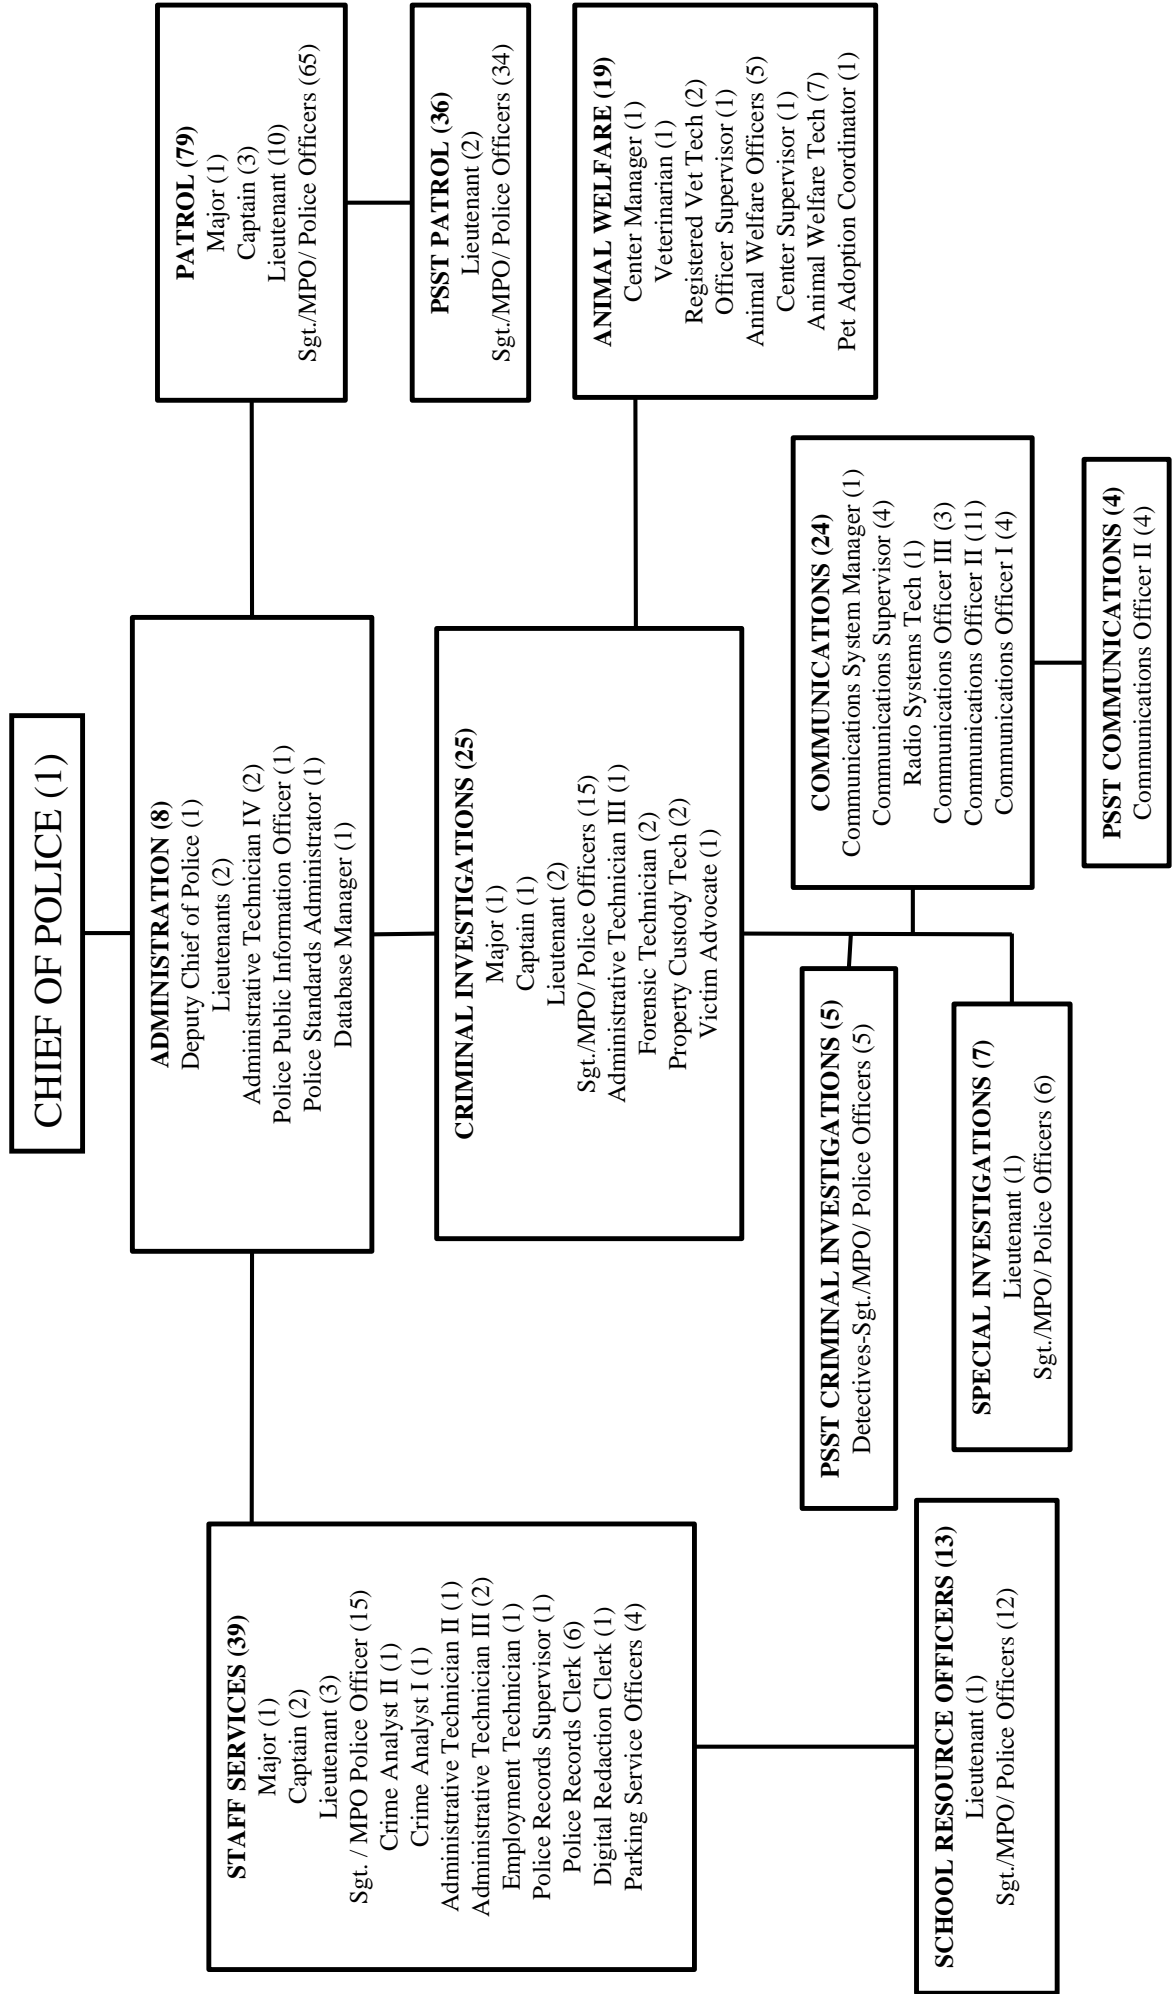 CHIEF OF POLICE (1)
ADMINISTRATION (8)
Deputy Chief of Police (1)
Lieutenants (2)
Administrative Technician IV (2)
Police Public Information Officer (1)
Police Standards Administrator (1)
Database Manager (1)
STAFF SERVICES (39)
Major (1)
Captain (2)
Lieutenant (3)
Sgt. / MPO Police Officer (15)
Crime Analyst II (1)
Crime Analyst I (1)
Administrative Technician II (1)
Administrative Technician III (2)
Employment Technician (1)
Police Records Supervisor (1)
Police Records Clerk (6)
Digital Redaction Clerk (1)
Parking Service Officers (4)
SCHOOL RESOURCE OFFICERS (13)
Lieutenant (1)
Sgt./MPO/ Police Officers (12)
CRIMINAL INVESTIGATIONS (25)
Major (1)
Captain (1)
Lieutenant (2)
Sgt./MPO/ Police Officers (15)
Administrative Technician III (1)
Forensic Technician (2)
Property Custody Tech (2)
Victim Advocate (1)
PSST CRIMINAL INVESTIGATIONS (5)
Detectives-Sgt./MPO/ Police Officers (5)
SPECIAL INVESTIGATIONS (7)
Lieutenant (1)
Sgt./MPO/ Police Officers (6)
COMMUNICATIONS (24)
Communications System Manager (1)
Communications Supervisor (4)
Radio Systems Tech (1)
Communications Officer III (3)
Communications Officer II (11)
Communications Officer I (4)
PSST COMMUNICATIONS (4)
Communications Officer II (4)
PATROL (79)
Major (1)
Captain (3)
Lieutenant (10)
Sgt./MPO/ Police Officers (65)
PSST PATROL (36)
Lieutenant (2)
Sgt./MPO/ Police Officers (34)
ANIMAL WELFARE (19)
Center Manager (1)
Veterinarian (1)
Registered Vet Tech (2)
Officer Supervisor (1)
Animal Welfare Officers (5)
Center Supervisor (1)
Animal Welfare Tech (7)
Pet Adoption Coordinator (1)